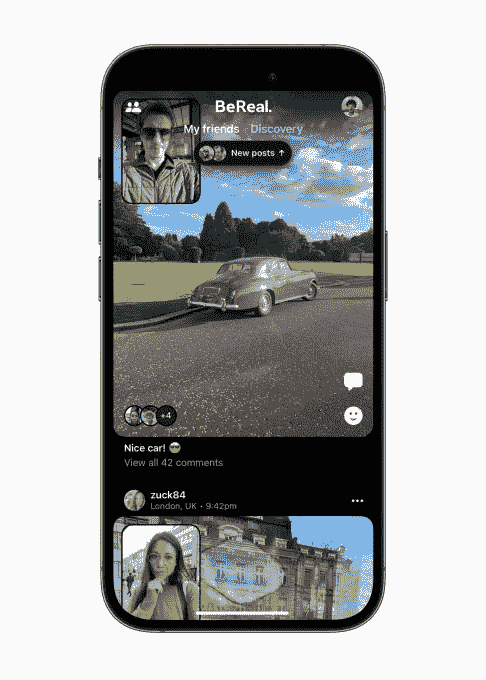 BeReal.
My friends Discovery
New posts ↑
+4
Nice car! 😎
View all 42 comments
zuck84
London, UK • 9:42pm